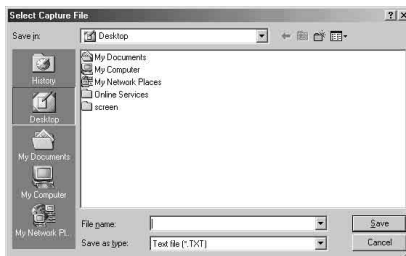 Select Capture File
Save in:
Desktop
History
Desktop
My Documents
My Computer
My Network Pl...
My Documents
My Computer
My Network Places
Online Services
screen
File name:
Save
Save as type:
Text file (*.TXT)
Cancel